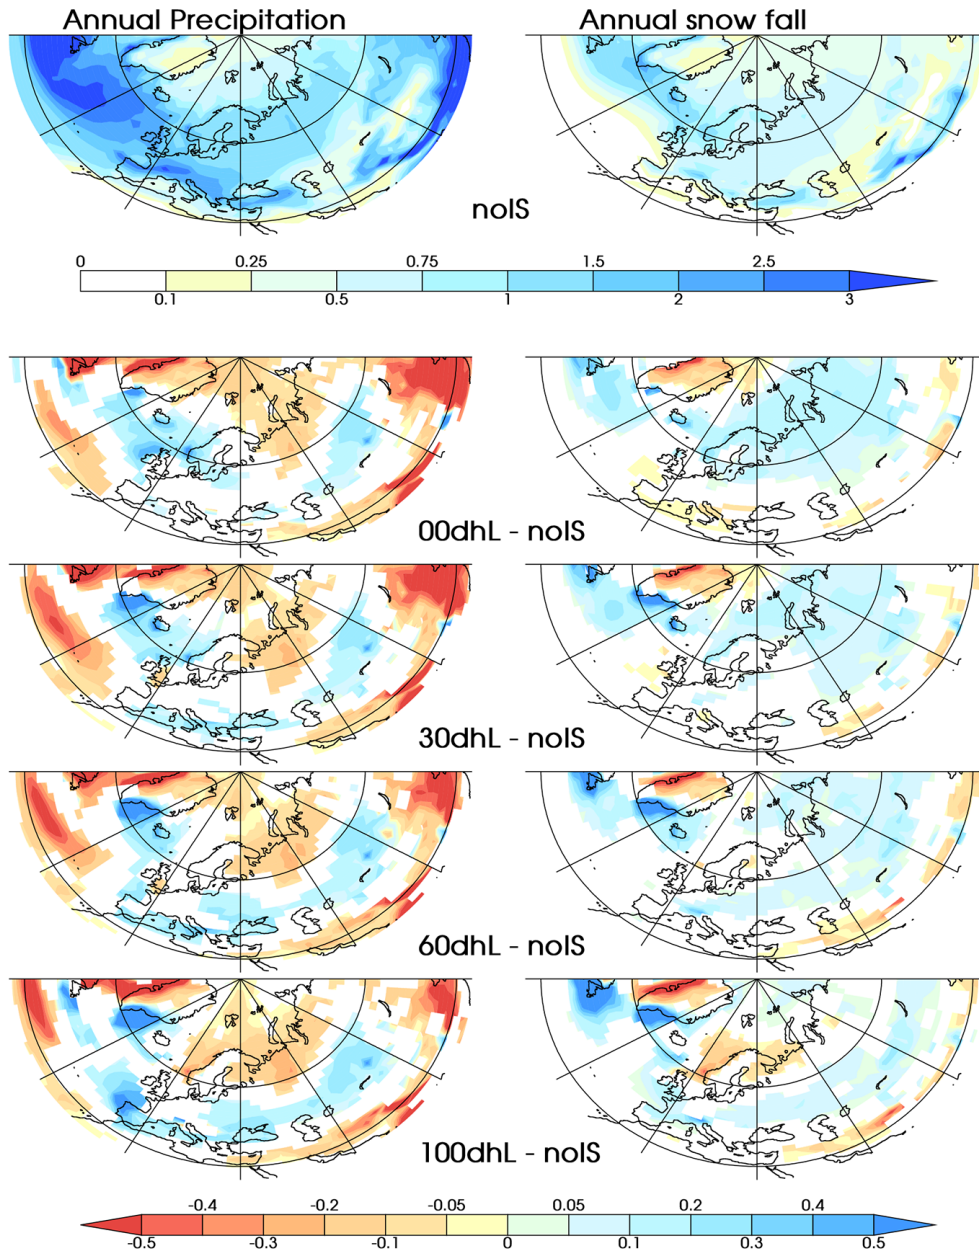 Annual Precipitation Annual snow fall
noIS
0 0.25 0.75 1.5 2.5
0.1 0.5 1 2 3
00dhL - noIS
30dhL - noIS
60dhL - noIS
100dhL - noIS
-0.4 -0.2 -0.05 0.05 0.2 0.4
-0.5 -0.3 -0.1 0 0.1 0.3 0.5